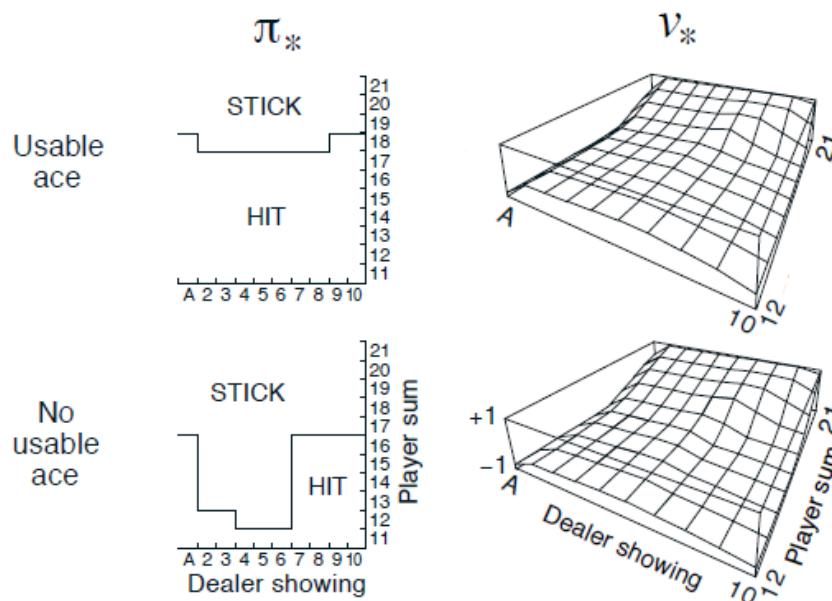 π* v*
Usable
ace
STICK
HIT
21
20
19
18
17
16
15
14
13
12
11
A 2 3 4 5 6 7 8 9 10
A
21
10 12
No
usable
ace
STICK
HIT
21
20
19
18
17
16
15
14
13
12
11
Player sum
A 2 3 4 5 6 7 8 9 10
Dealer showing
+1
−1
A
Dealer showing
10 12
Player sum
21